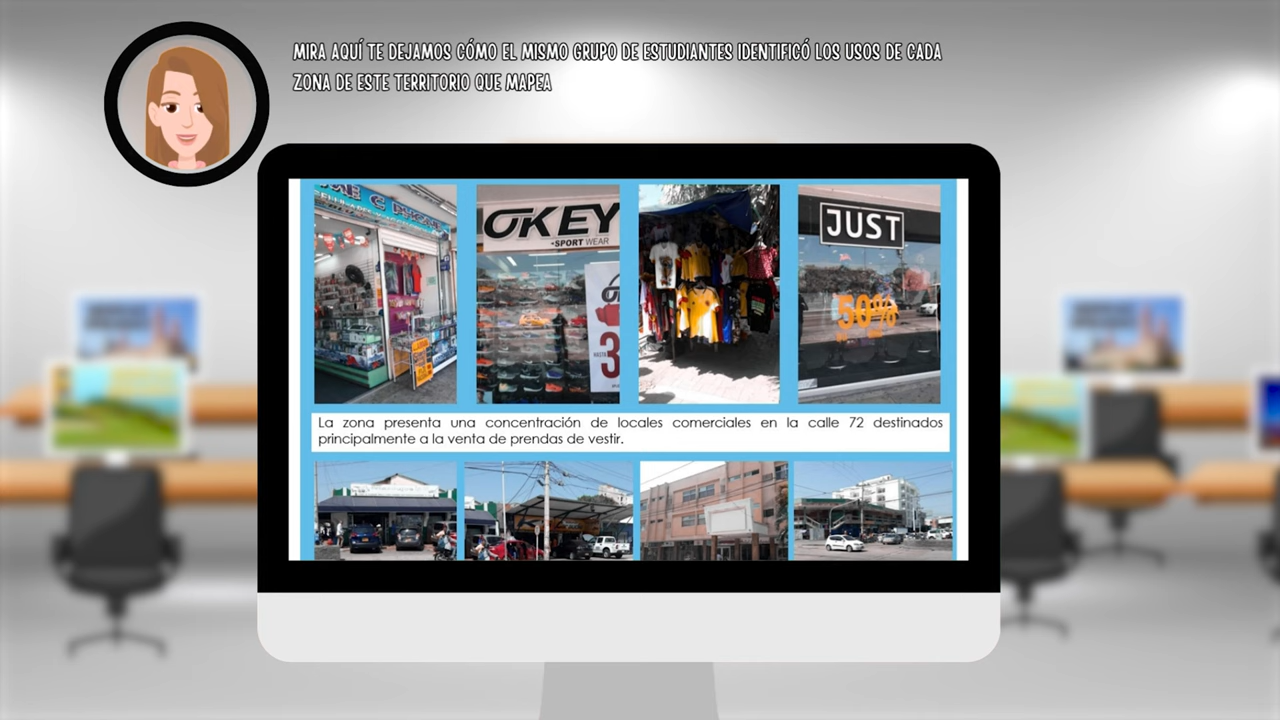 MIRA AQUÍ TE DEJAMOS CÓMO EL MISMO GRUPO DE ESTUDIANTES IDENTIFICÓ LOS USOS DE CADA
ZONA DE ESTE TERRITORIO QUE MAPEA
OKEY
SPORT WEAR
3
JUST
50%
La zona presenta una concentración de locales comerciales en la calle 72 destinados
principalmente a la venta de prendas de vestir.